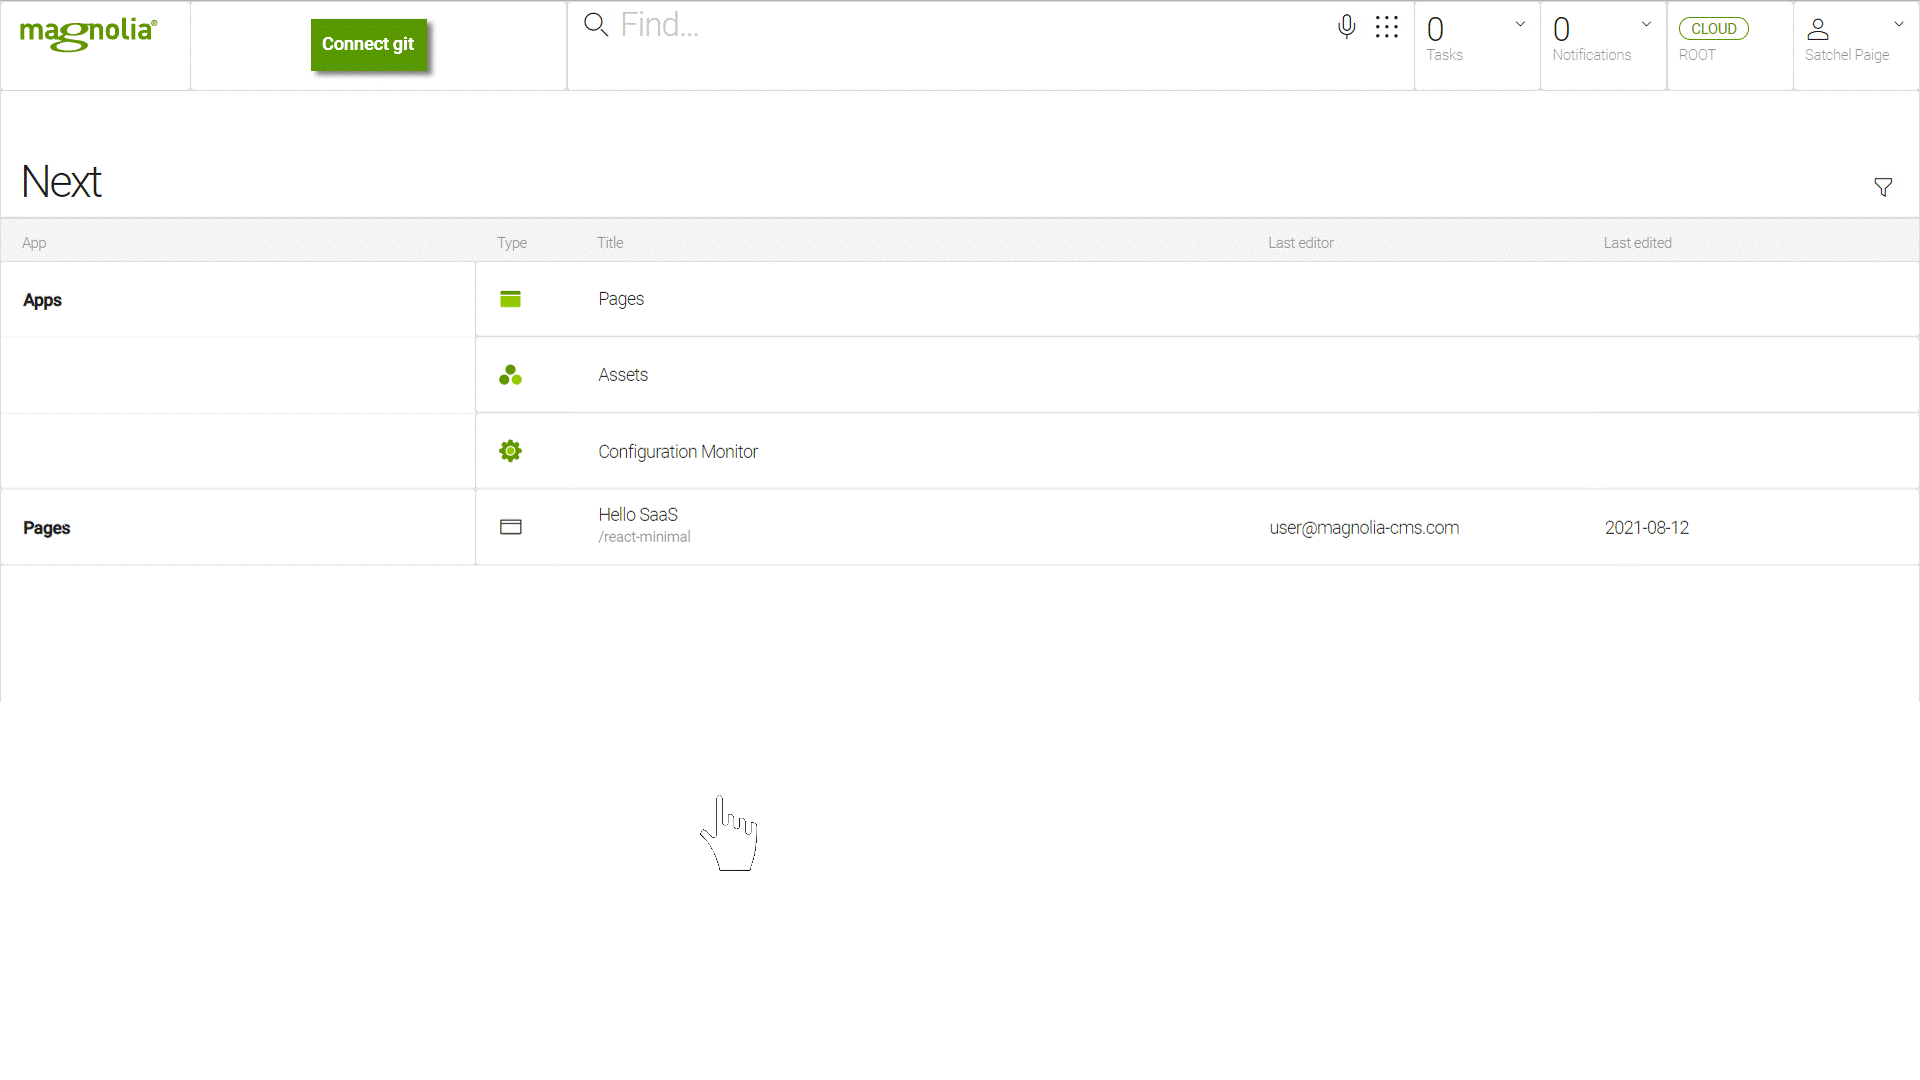 magnolia®
Connect git
Find...
0
Tasks
0
Notifications
CLOUD
ROOT
Satchel Paige
Next
App Type Title Last editor Last edited
Apps Pages
Assets
Configuration Monitor
Pages Hello SaaS user@magnolia-cms.com 2021-08-12
/react-minimal